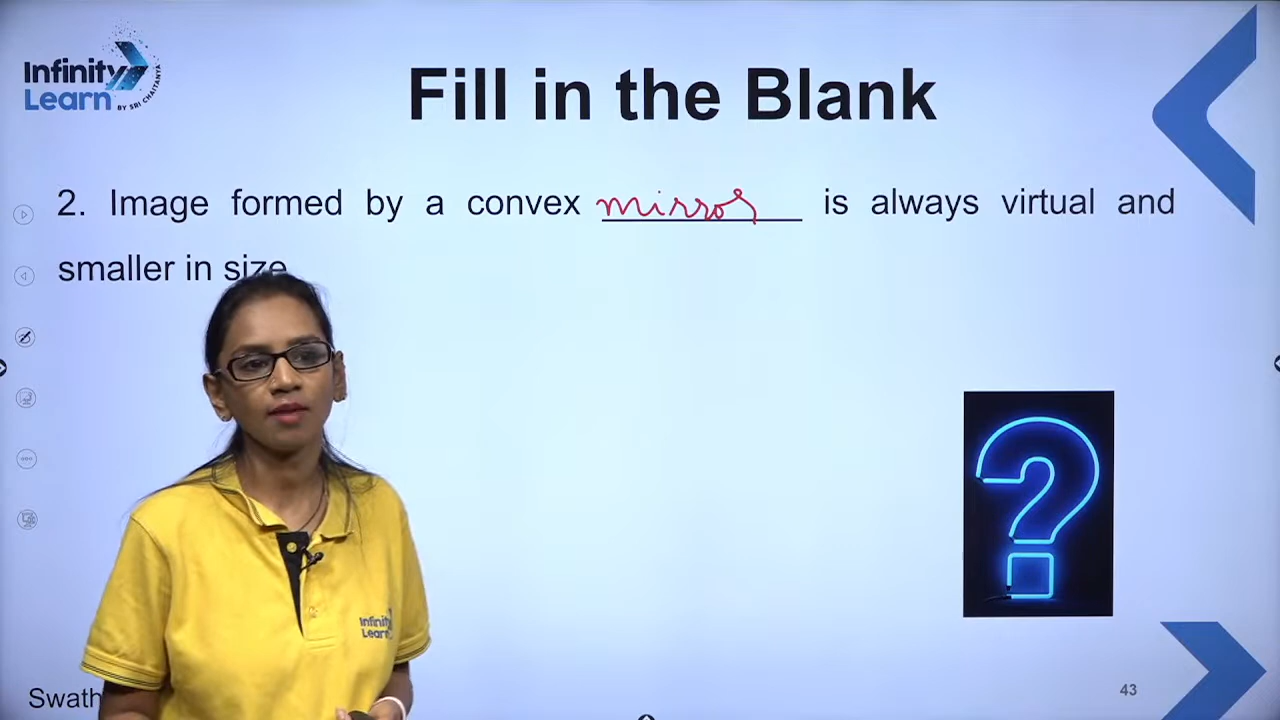 Infinity
Learn
BY SRI CHAITANYA
Fill in the Blank
2. Image formed by a convex mirror is always virtual and
smaller in size
Infinity
Learn
Swath
43